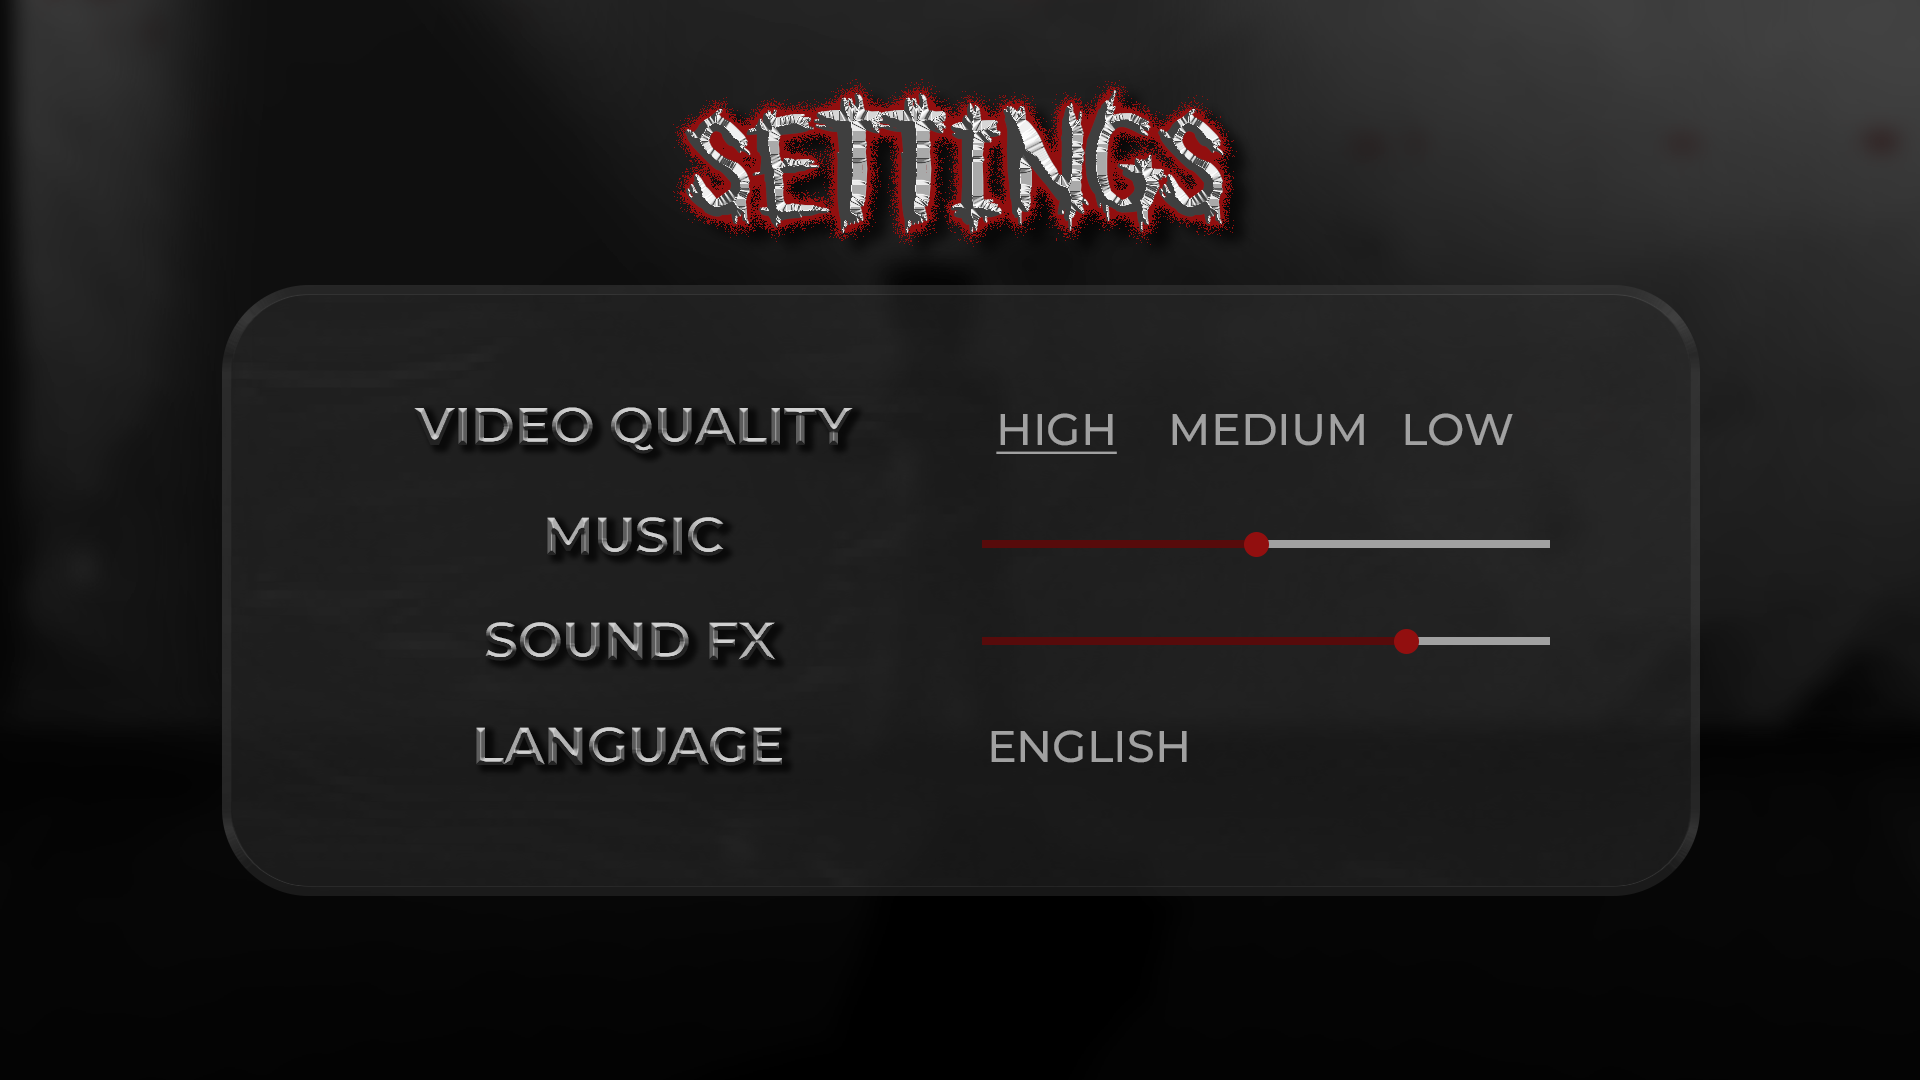 SETTINGS
VIDEO QUALITY HIGH MEDIUM LOW
MUSIC
SOUND FX
LANGUAGE ENGLISH